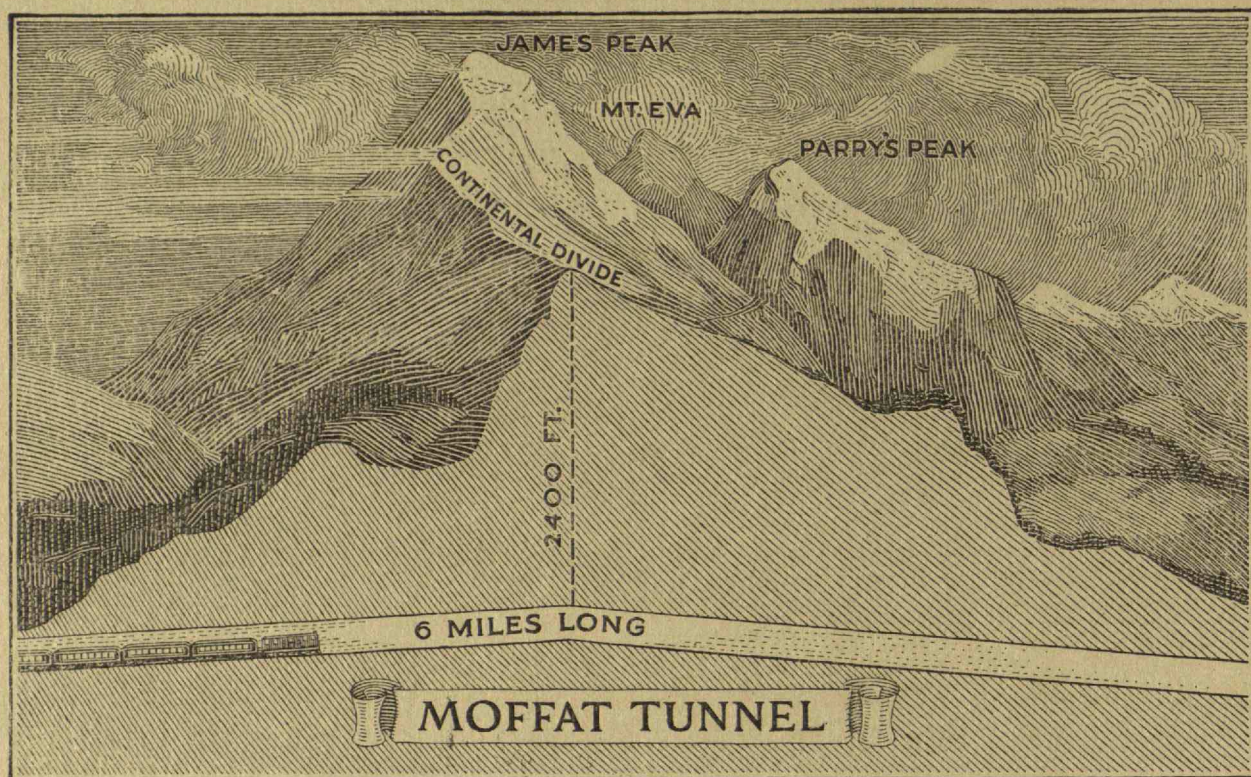 JAMES PEAK
MT. EVA
PARRY'S PEAK
CONTINENTAL DIVIDE
2400 FT.
6 MILES LONG
MOFFAT TUNNEL